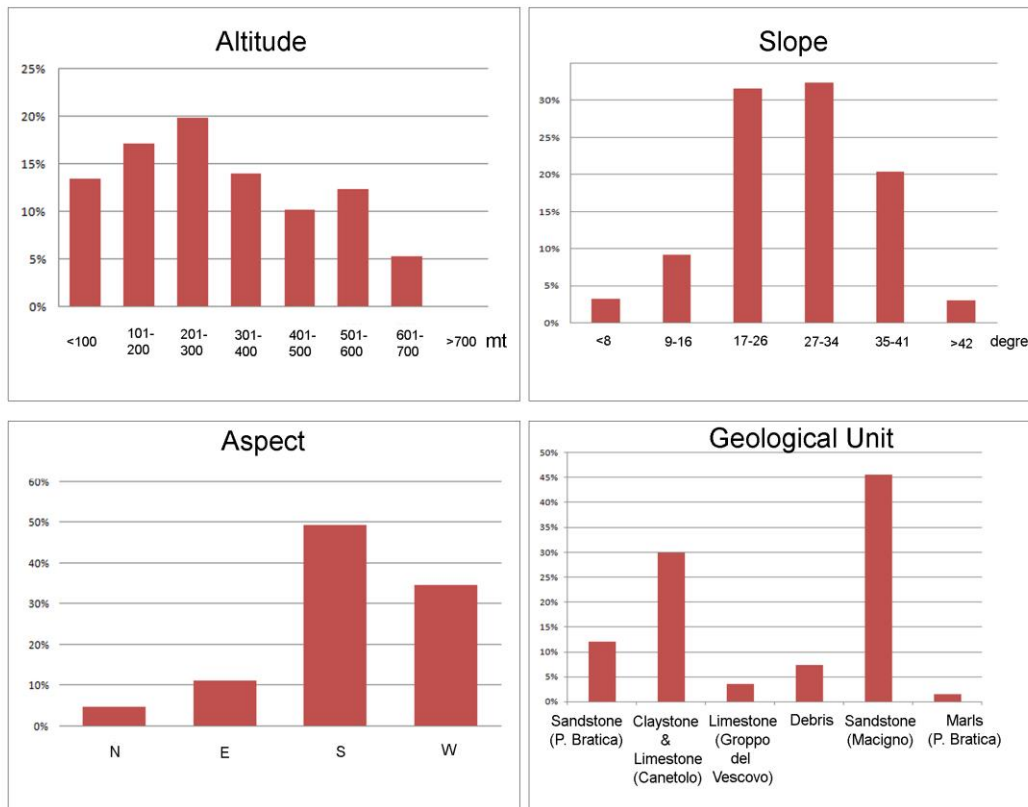 Altitude
25%
20%
15%
10%
5%
0%
<100 101-200 201-300 301-400 401-500 501-600 601-700 >700 mt
Slope
30%
25%
20%
15%
10%
5%
0%
<8 9-16 17-26 27-34 35-41 >42 degre
Aspect
60%
50%
40%
30%
20%
10%
0%
N E S W
Geological Unit
50%
45%
40%
35%
30%
25%
20%
15%
10%
5%
0%
Sandstone (P. Bratica)
Claystone & Limestone (Canetolo)
Limestone (Groppo del Vescovo)
Debris
Sandstone (Macigno)
Marls (P. Bratica)